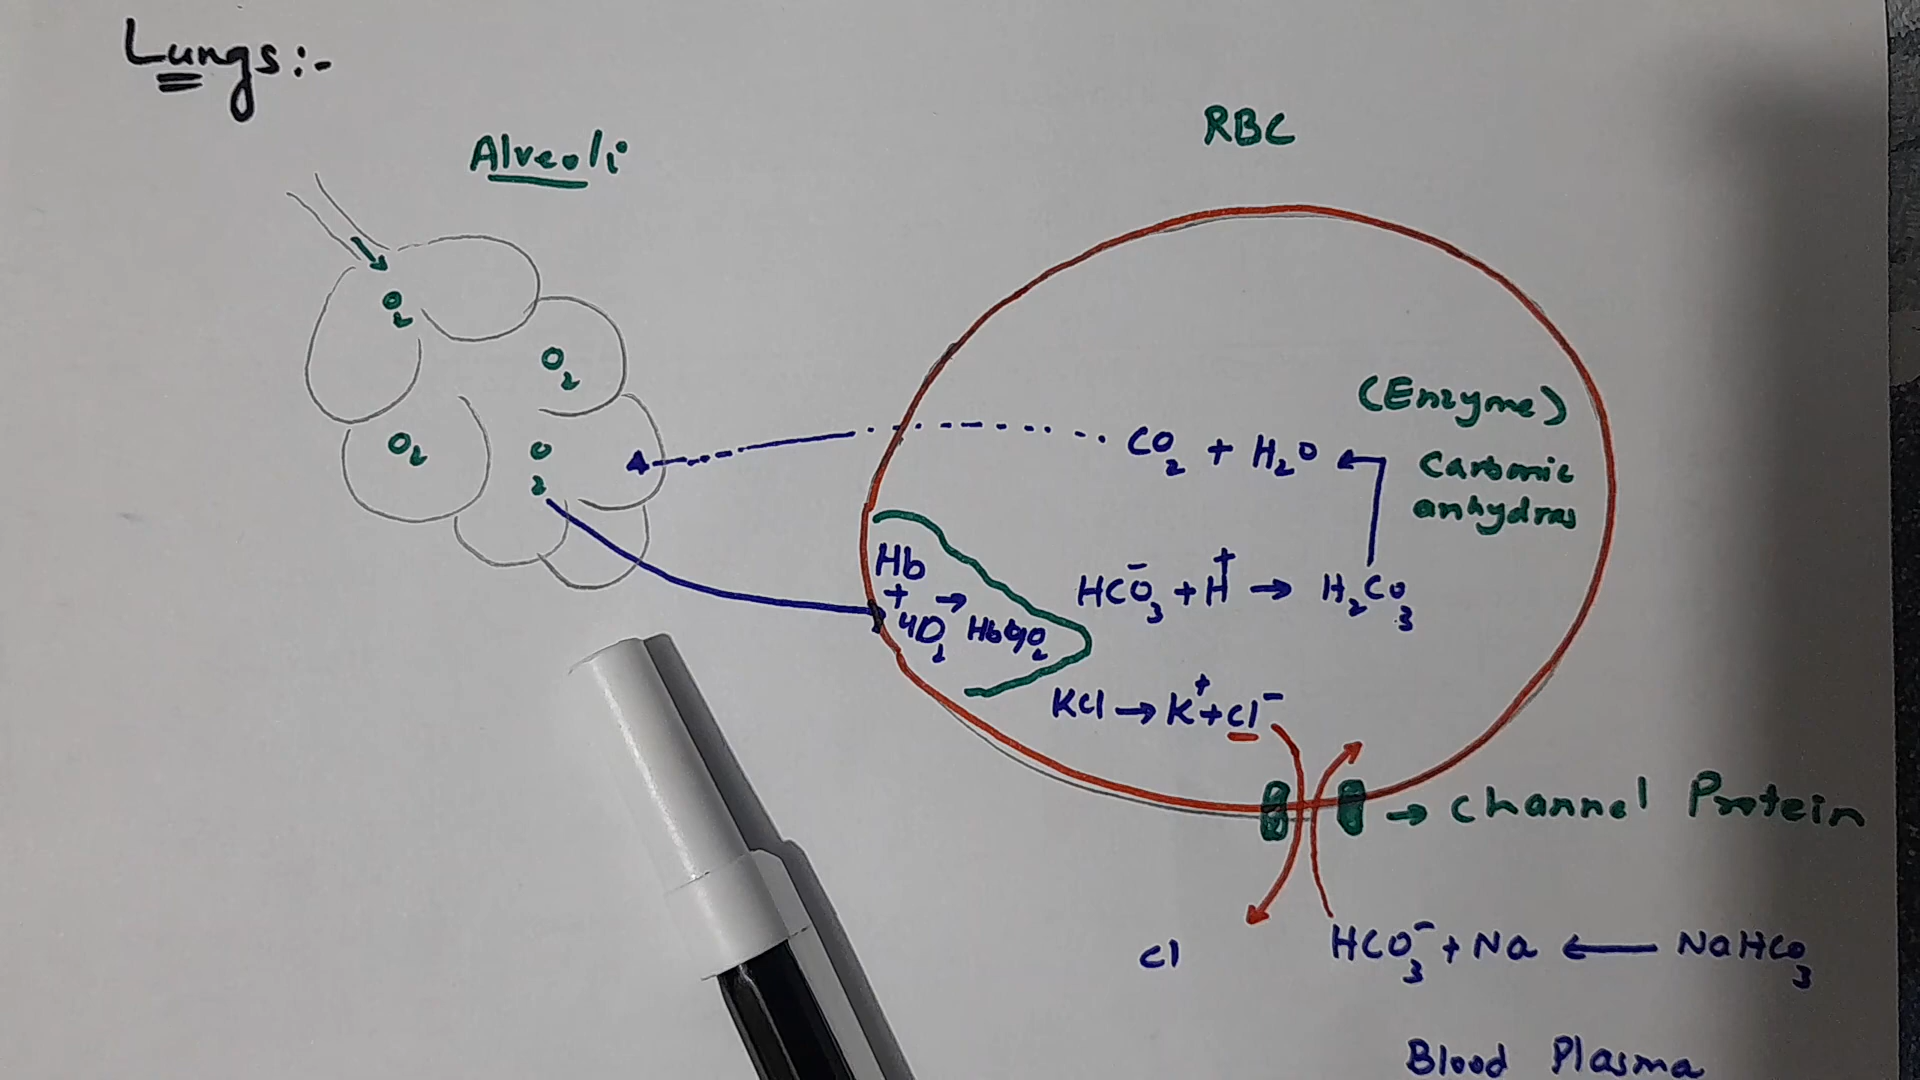 Lungs:-
Alveoli
RBC
O2
O2
O2
O2
(Enzyme)
Carbonic
anhydras
CO2 + H2O
Hb
+
4O2 → Hb4O2
HCO3⁻ + H⁺ → H2CO3
KCl → K⁺ + Cl⁻
→ Channel Protein
Cl
HCO3⁻ + Na ← NaHCO3
Blood Plasma